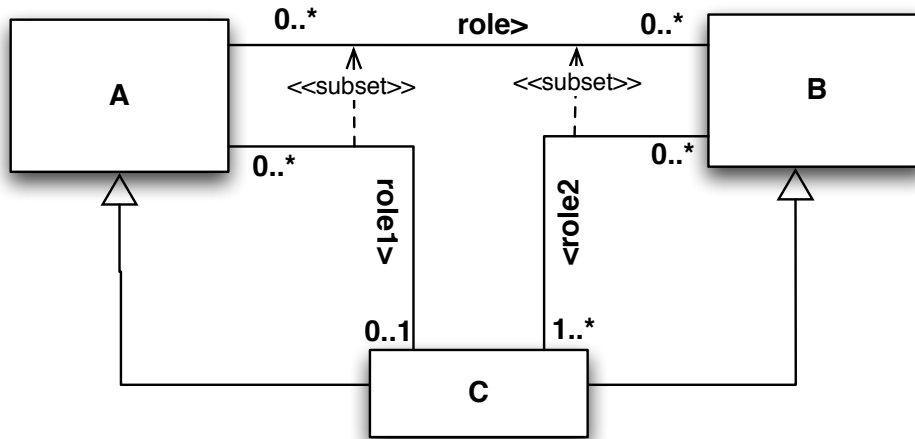 0..* role> 0..*
A
B
<<subset>> <<subset>>
0..* 0..*
role1>
<role2
0..1 1..*
C